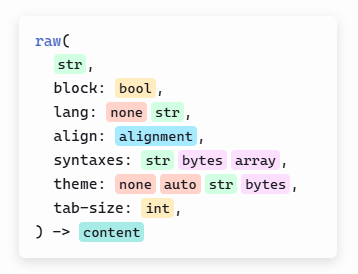 raw(
str,
block: bool,
lang: none str,
align: alignment,
syntaxes: str bytes array,
theme: none auto str bytes,
tab-size: int,
) -> content